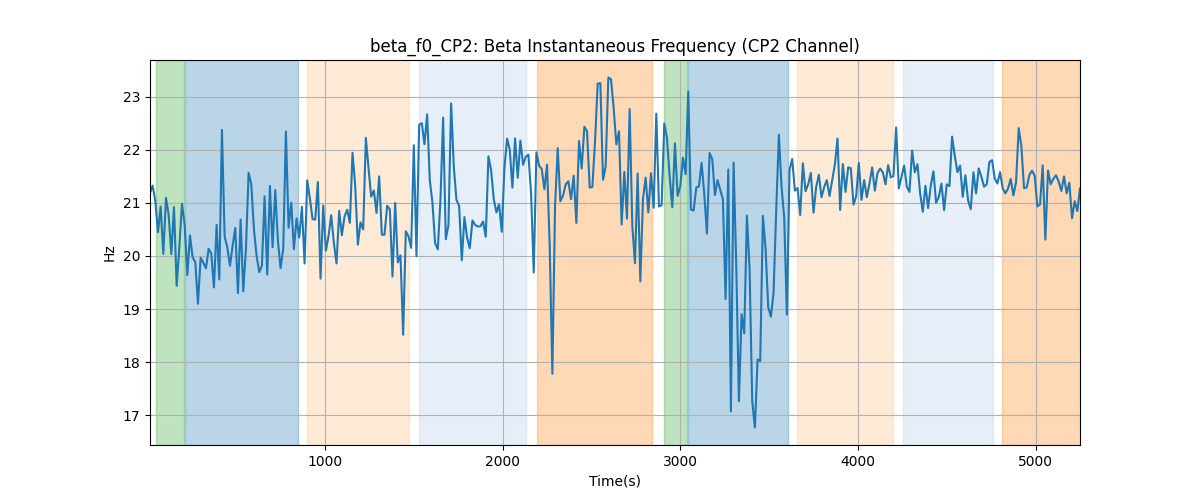 beta_f0_CP2: Beta Instantaneous Frequency (CP2 Channel)
23
22
21
20
19
18
17
Hz
1000 2000 3000 4000 5000
Time(s)